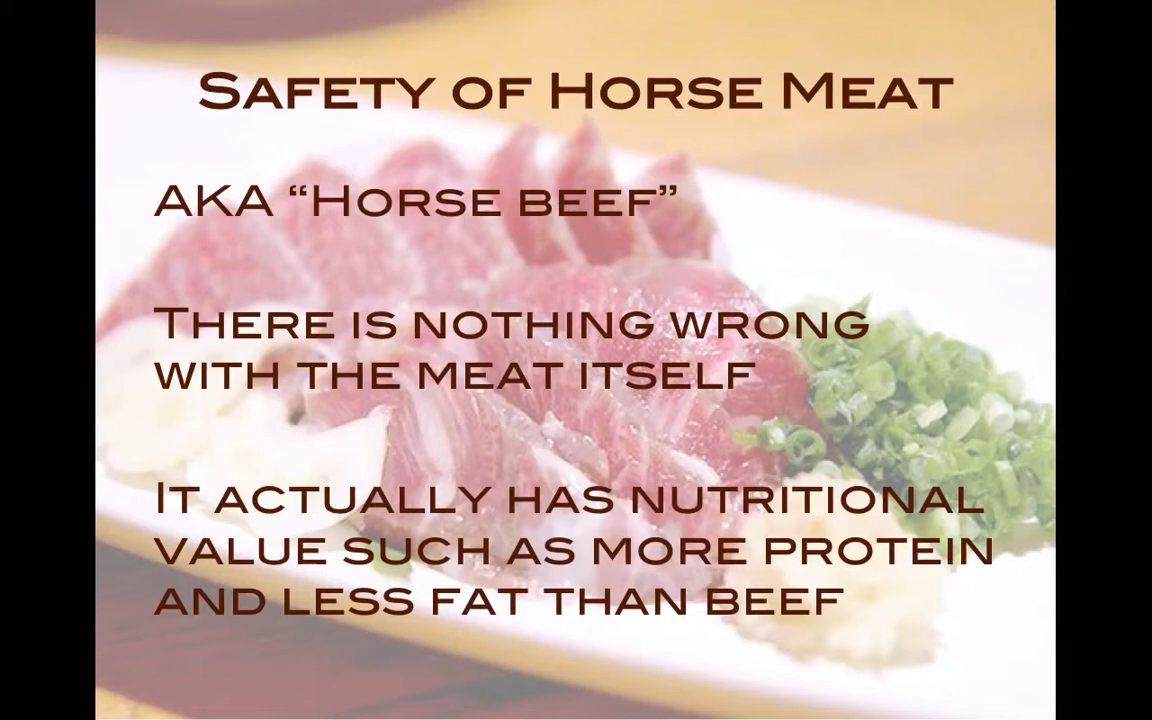 Safety of Horse Meat
AKA “Horse beef”
There is nothing wrong
with the meat itself
It actually has nutritional
value such as more protein
and less fat than beef